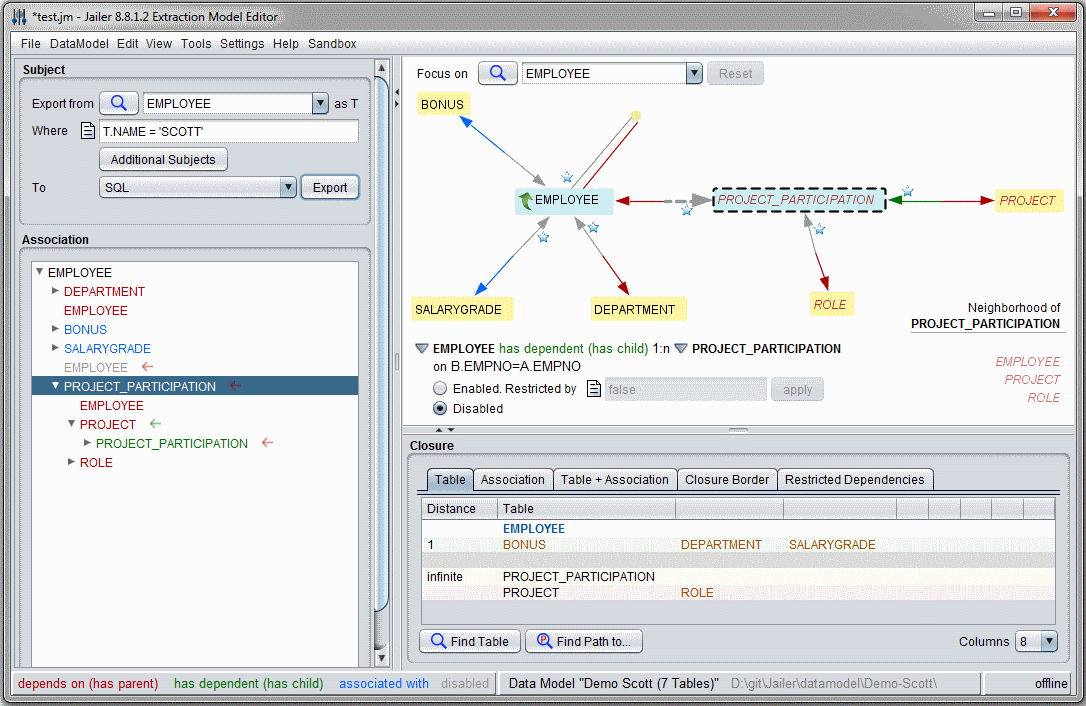 *test.jm - Jailer 8.8.1.2 Extraction Model Editor
File DataModel Edit View Tools Settings Help Sandbox
Subject
Export from EMPLOYEE as T
Where T.NAME = 'SCOTT'
Additional Subjects
To SQL Export
Association
EMPLOYEE
DEPARTMENT
EMPLOYEE
BONUS
SALARYGRADE
EMPLOYEE
PROJECT_PARTICIPATION
EMPLOYEE
PROJECT
PROJECT_PARTICIPATION
ROLE
Focus on EMPLOYEE Reset
BONUS
EMPLOYEE PROJECT_PARTICIPATION PROJECT
SALARYGRADE DEPARTMENT ROLE
Neighborhood of
PROJECT_PARTICIPATION
EMPLOYEE
PROJECT
ROLE
EMPLOYEE has dependent (has child) 1:n PROJECT_PARTICIPATION
on B.EMPNO=A.EMPNO
Enabled. Restricted by false apply
Disabled
Closure
Table Association Table + Association Closure Border Restricted Dependencies
Distance Table
EMPLOYEE
1 BONUS DEPARTMENT SALARYGRADE
infinite PROJECT_PARTICIPATION
PROJECT ROLE
Find Table P Find Path to... Columns 8
depends on (has parent) has dependent (has child) associated with disabled Data Model "Demo Scott (7 Tables)" D:\git\Jailer\datamodel\Demo-Scott\ offline